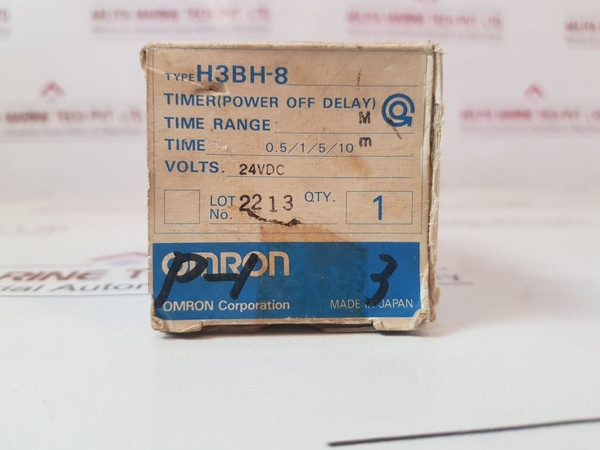 TYPE H3BH-8
TIMER(POWER OFF DELAY)
TIME RANGE M
TIME 0.5/1/5/10 m
VOLTS. 24VDC
LOT No. 2213 QTY. 1
OMRON
P-1 3
OMRON Corporation MADE IN JAPAN